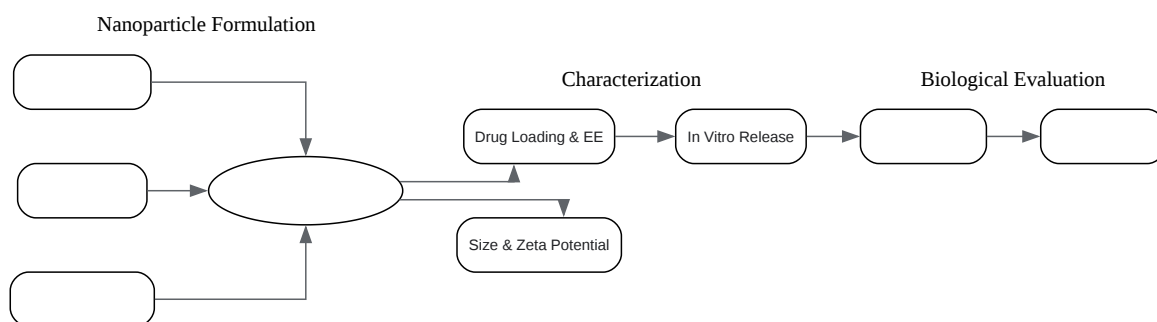 Nanoparticle Formulation
Characterization
Biological Evaluation
Drug Loading & EE
In Vitro Release
Size & Zeta Potential